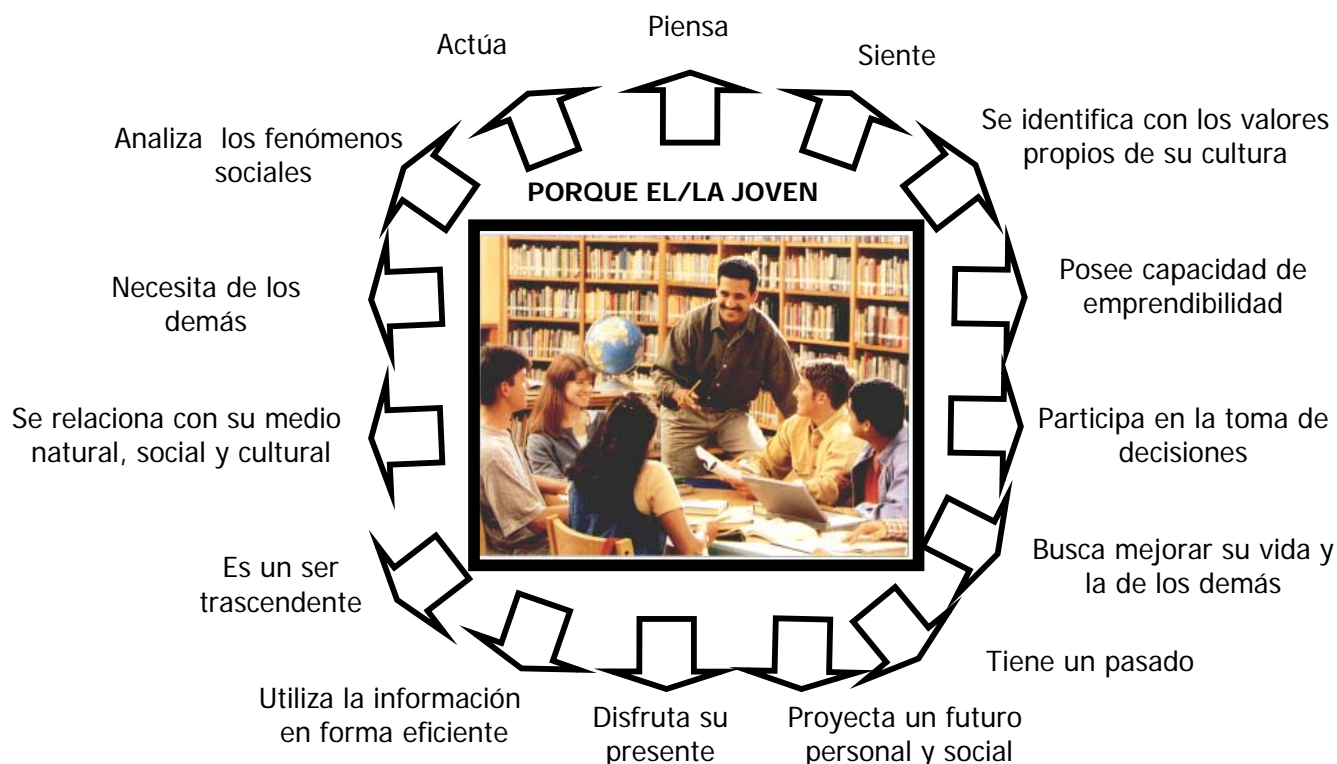 Piensa
Actúa
Siente
Se identifica con los valores
propios de su cultura
Analiza los fenómenos
sociales
PORQUE EL/LA JOVEN
Posee capacidad de
emprendibilidad
Necesita de los
demás
Participa en la toma de
decisiones
Se relaciona con su medio
natural, social y cultural
Busca mejorar su vida y
la de los demás
Es un ser
trascendente
Tiene un pasado
Utiliza la información
en forma eficiente
Disfruta su
presente
Proyecta un futuro
personal y social